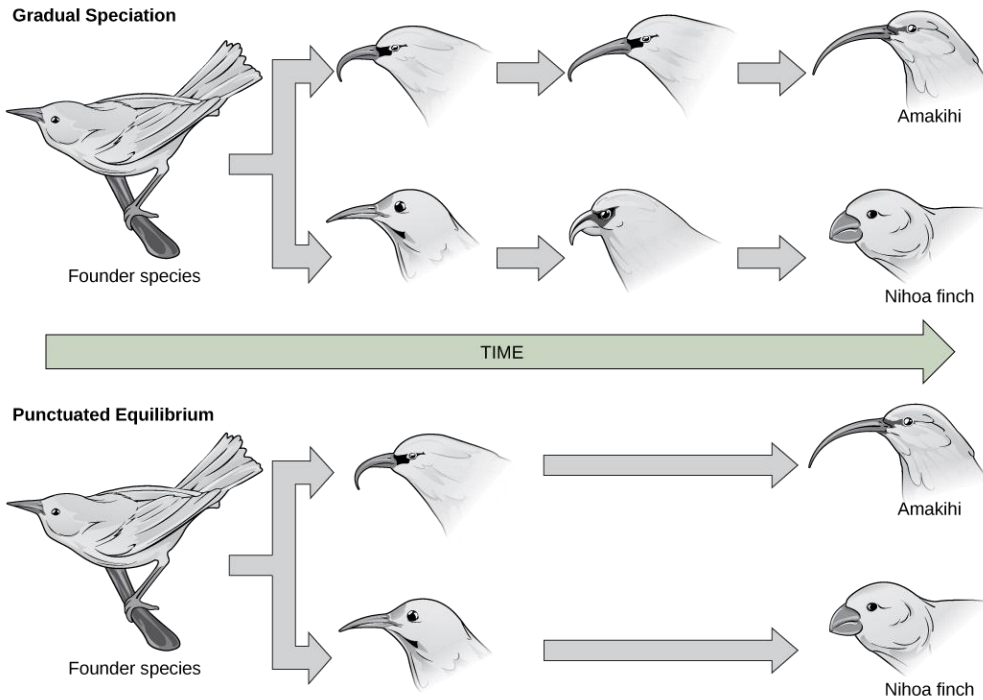 Gradual Speciation
Amakihi
Founder species
Nihoa finch
TIME
Punctuated Equilibrium
Amakihi
Founder species
Nihoa finch